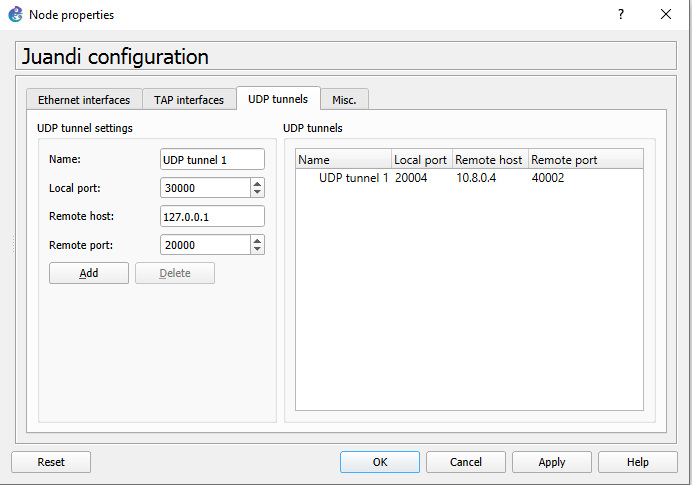 Node properties
?
Juandi configuration
Ethernet interfaces TAP interfaces UDP tunnels Misc.
UDP tunnel settings
Name: UDP tunnel 1
Local port: 30000
Remote host: 127.0.0.1
Remote port: 20000
Add Delete
UDP tunnels
Name Local port Remote host Remote port
UDP tunnel 1 20004 10.8.0.4 40002
Reset OK Cancel Apply Help